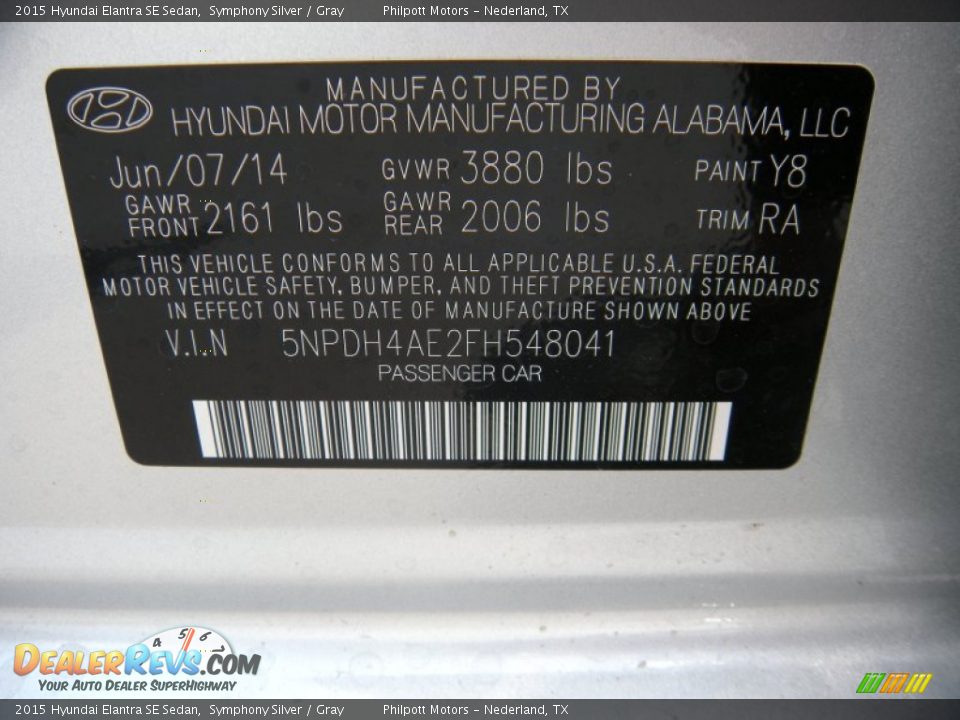 2015 Hyundai Elantra SE Sedan, Symphony Silver / Gray Philpott Motors - Nederland, TX
MANUFACTURED BY
HYUNDAI MOTOR MANUFACTURING ALABAMA, LLC
Jun/07/14 GVWR 3880 lbs PAINT Y8
GAWR FRONT 2161 lbs GAWR REAR 2006 lbs TRIM RA
THIS VEHICLE CONFORMS TO ALL APPLICABLE U.S.A. FEDERAL
MOTOR VEHICLE SAFETY, BUMPER, AND THEFT PREVENTION STANDARDS
IN EFFECT ON THE DATE OF MANUFACTURE SHOWN ABOVE
V.I.N 5NPDH4AE2FH548041
PASSENGER CAR
4 5 6 7
DEALERREVS.COM
YOUR AUTO DEALER SUPERHIGHWAY
2015 Hyundai Elantra SE Sedan, Symphony Silver / Gray Philpott Motors - Nederland, TX